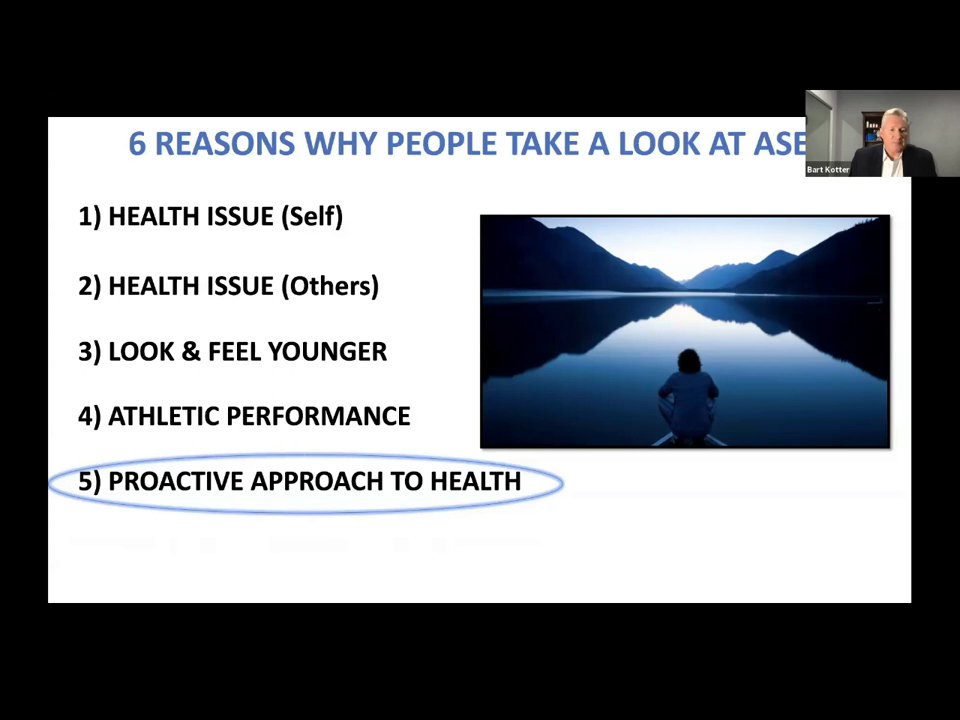 6 REASONS WHY PEOPLE TAKE A LOOK AT ASE
Bart Kotter
1) HEALTH ISSUE (Self)
2) HEALTH ISSUE (Others)
3) LOOK & FEEL YOUNGER
4) ATHLETIC PERFORMANCE
5) PROACTIVE APPROACH TO HEALTH